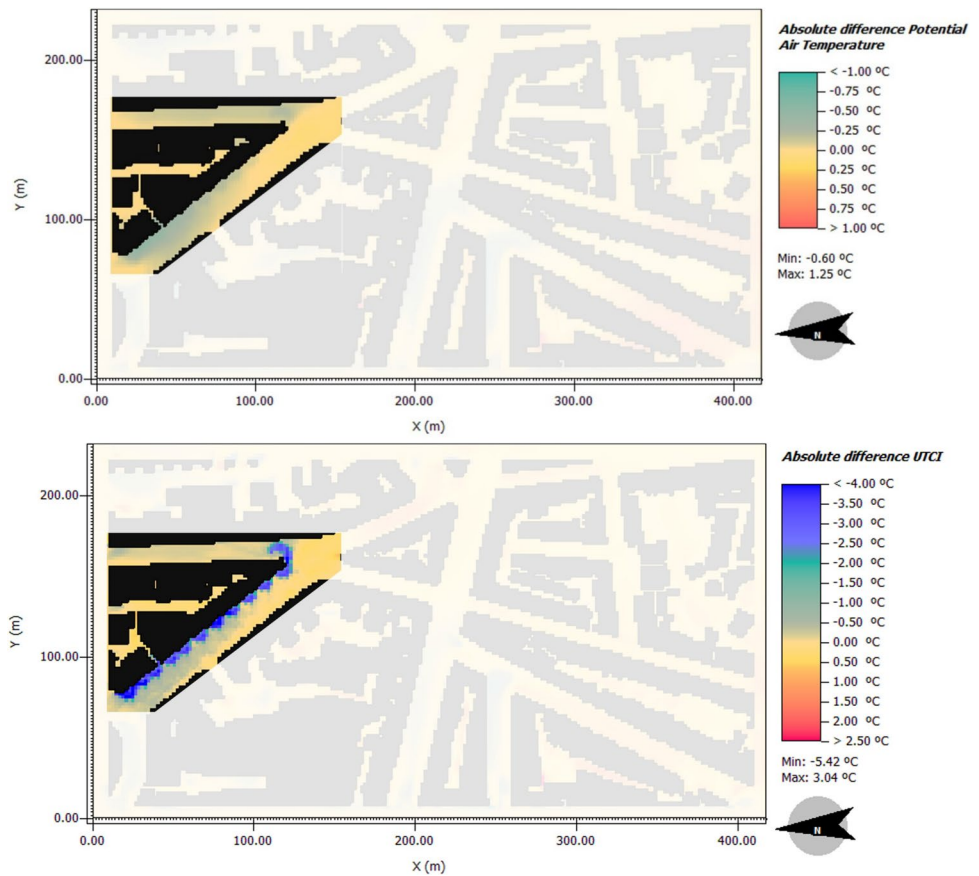 Absolute difference Potential
Air Temperature
< -1.00 ºC
-0.75 ºC
-0.50 ºC
-0.25 ºC
0.00 ºC
0.25 ºC
0.50 ºC
0.75 ºC
> 1.00 ºC
Min: -0.60 ºC
Max: 1.25 ºC
N
200.00
100.00
0.00
Y (m)
0.00 100.00 200.00 300.00 400.00
X (m)
Absolute difference UTCI
< -4.00 ºC
-3.50 ºC
-3.00 ºC
-2.50 ºC
-2.00 ºC
-1.50 ºC
-1.00 ºC
-0.50 ºC
0.00 ºC
0.50 ºC
1.00 ºC
1.50 ºC
2.00 ºC
> 2.50 ºC
Min: -5.42 ºC
Max: 3.04 ºC
N
200.00
100.00
0.00
Y (m)
0.00 100.00 200.00 300.00 400.00
X (m)